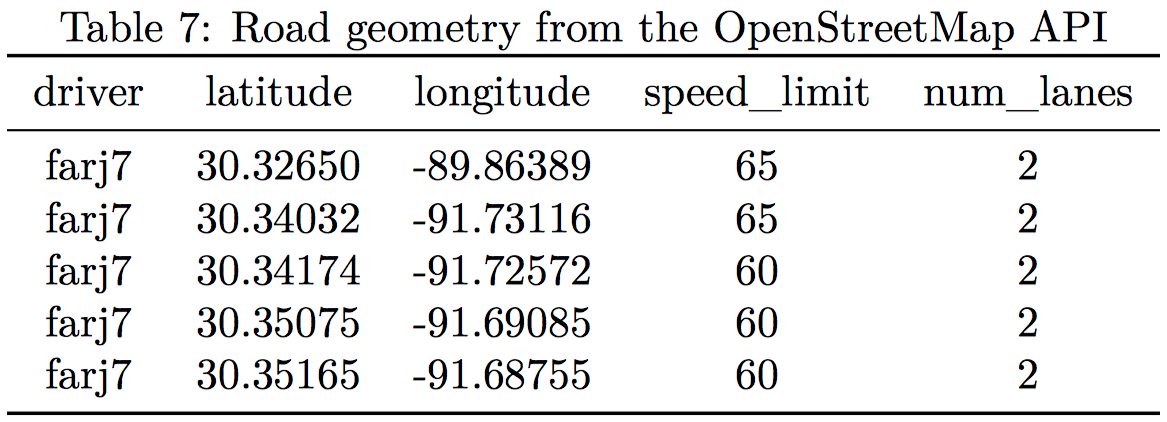 Table 7: Road geometry from the OpenStreetMap API
driver latitude longitude speed_limit num_lanes
farj7 30.32650 -89.86389 65 2
farj7 30.34032 -91.73116 65 2
farj7 30.34174 -91.72572 60 2
farj7 30.35075 -91.69085 60 2
farj7 30.35165 -91.68755 60 2